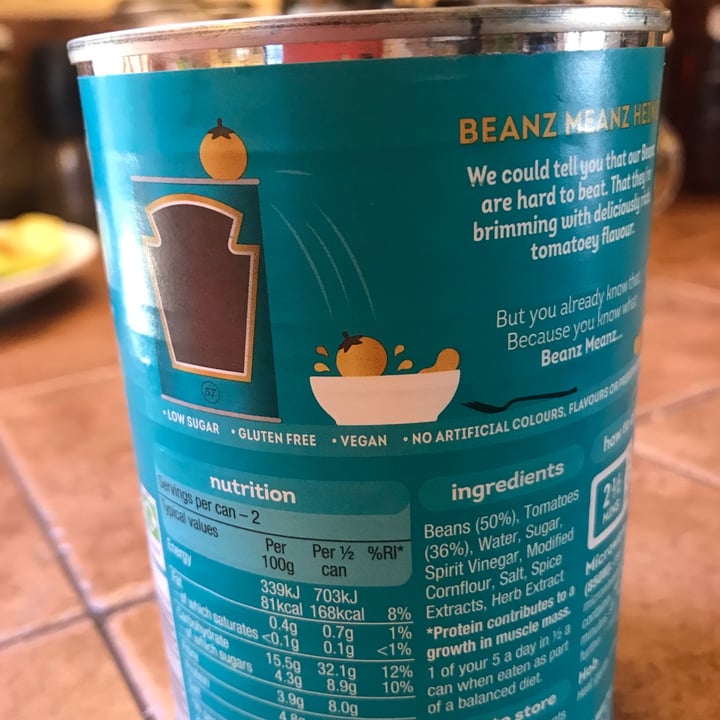 BEANZ MEANZ
We could tell you that our
are hard to beat. That they're
brimming with deliciously rich
tomatoey flavour.
But you already know that.
Because you know what
Beanz Meanz...
57
• LOW SUGAR • GLUTEN FREE • VEGAN • NO ARTIFICIAL COLOURS, FLAVOURS OR
nutrition
Servings per can – 2
Typical values
Per 100g
Per ½ can
%RI*
Energy
339kJ 703kJ
81kcal 168kcal 8%
Fat 0.4g 0.7g 1%
of which saturates <0.1g 0.1g <1%
Carbohydrate 15.5g 32.1g 12%
of which sugars 4.3g 8.9g 10%
3.9g 8.0g
ingredients
Beans (50%), Tomatoes
(36%), Water, Sugar,
Spirit Vinegar, Modified
Cornflour, Salt, Spice
Extracts, Herb Extract
*Protein contributes to a
growth in muscle mass.
1 of your 5 a day in ½ a
can when eaten as part
of a balanced diet.
store
how
2½
MINS
Hob